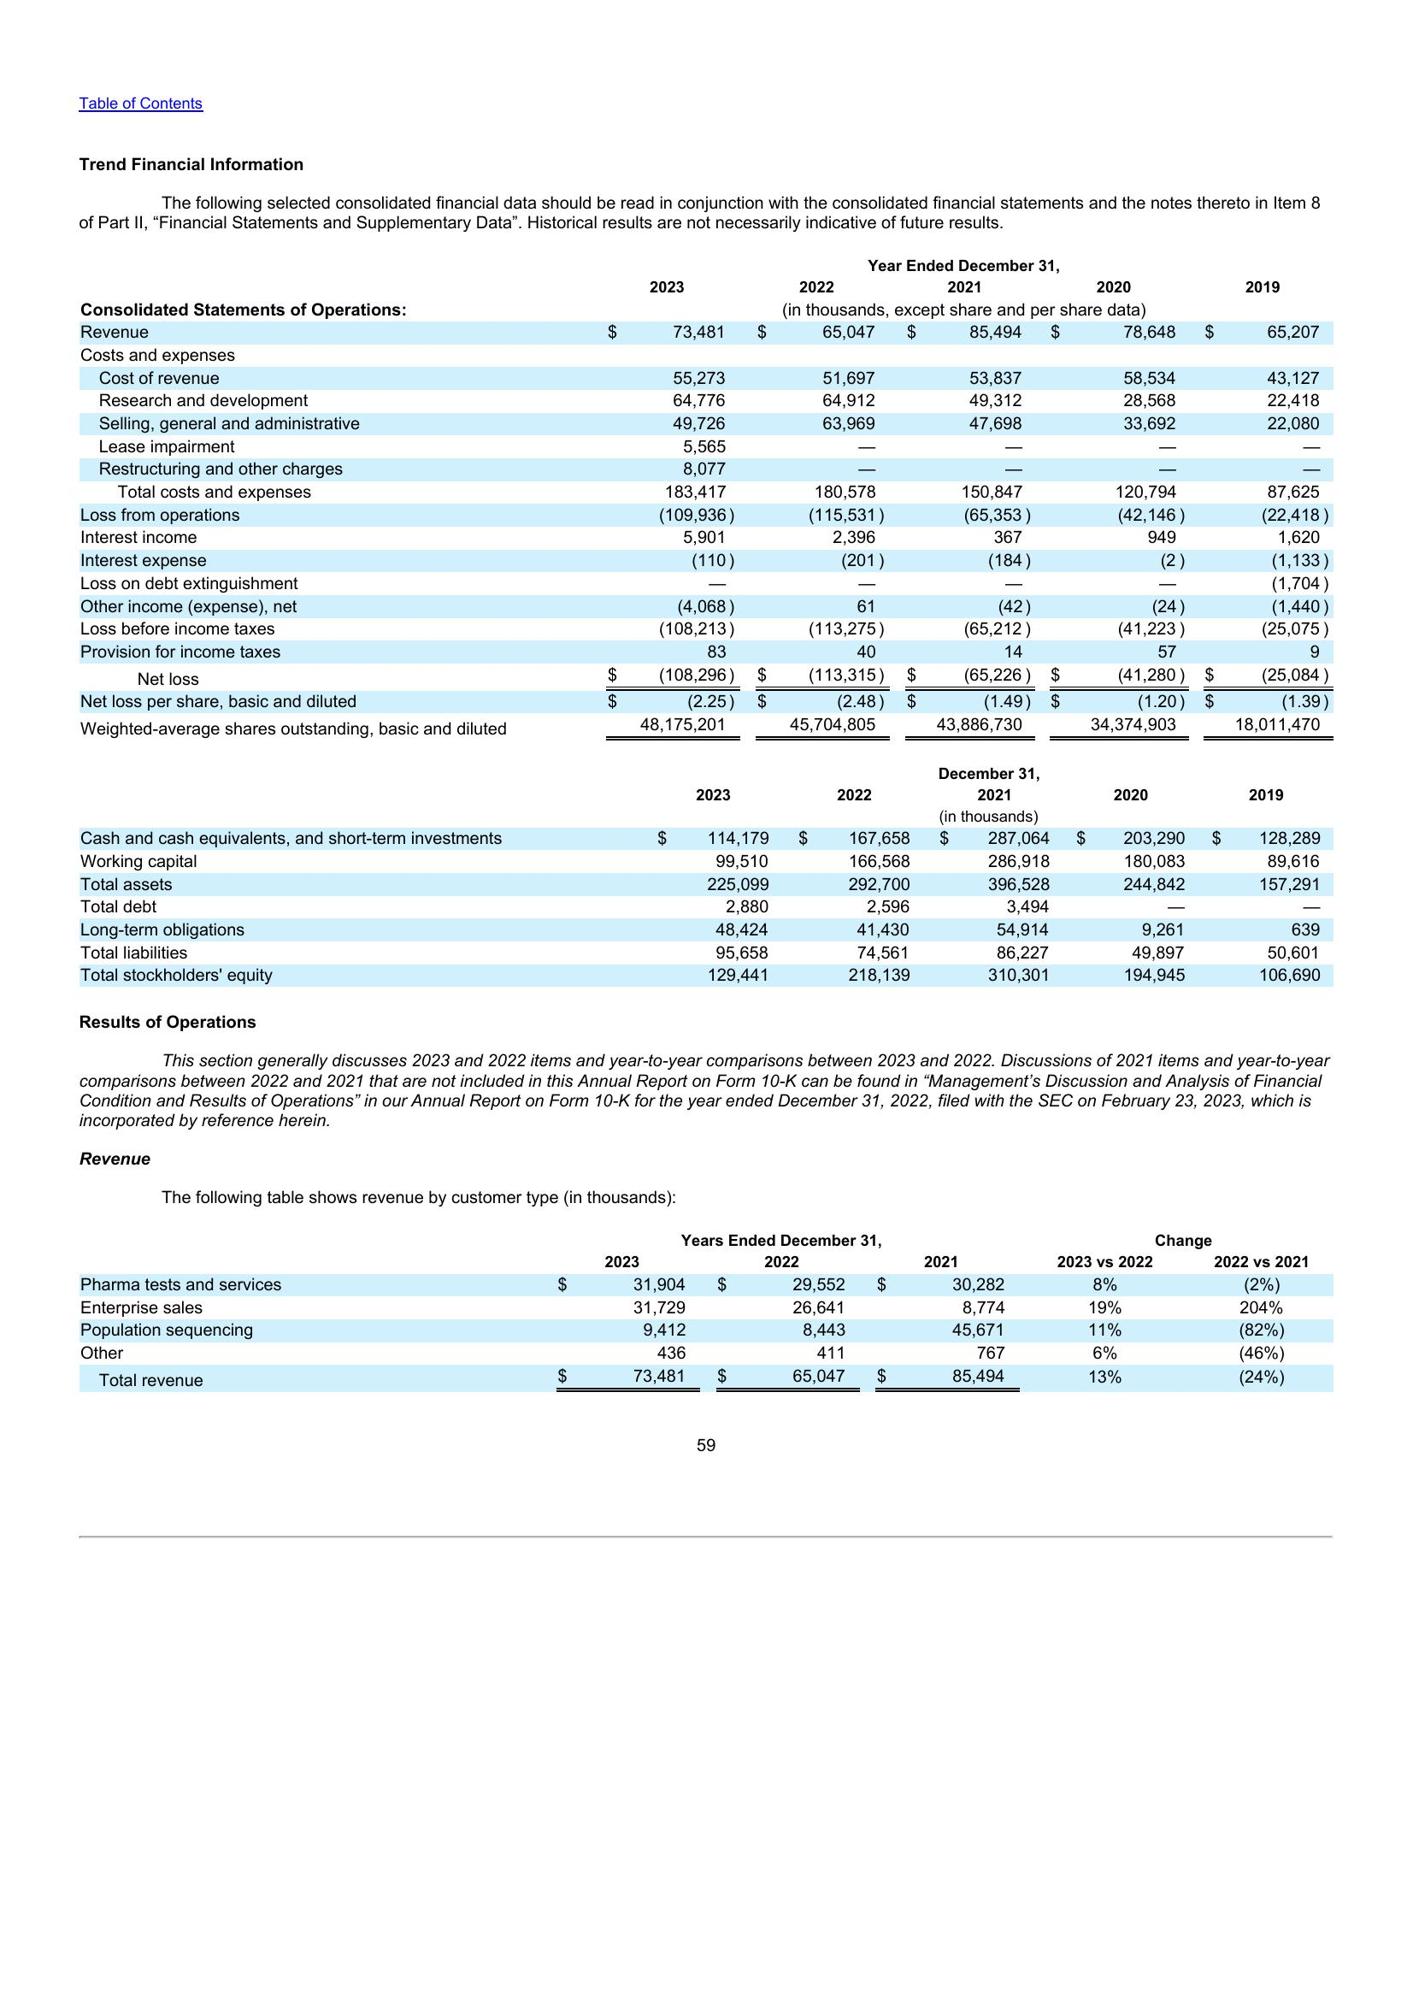 Table of Contents
Trend Financial Information
The following selected consolidated financial data should be read in conjunction with the consolidated financial statements and the notes thereto in Item 8
of Part II, “Financial Statements and Supplementary Data”. Historical results are not necessarily indicative of future results.
Year Ended December 31,
2023 2022 2021 2020 2019
Consolidated Statements of Operations: (in thousands, except share and per share data)
Revenue $ 73,481 $ 65,047 $ 85,494 $ 78,648 $ 65,207
Costs and expenses
Cost of revenue 55,273 51,697 53,837 58,534 43,127
Research and development 64,776 64,912 49,312 28,568 22,418
Selling, general and administrative 49,726 63,969 47,698 33,692 22,080
Lease impairment 5,565 — — — —
Restructuring and other charges 8,077 — — — —
Total costs and expenses 183,417 180,578 150,847 120,794 87,625
Loss from operations (109,936) (115,531) (65,353) (42,146) (22,418)
Interest income 5,901 2,396 367 949 1,620
Interest expense (110) (201) (184) (2) (1,133)
Loss on debt extinguishment — — — — (1,704)
Other income (expense), net (4,068) 61 (42) (24) (1,440)
Loss before income taxes (108,213) (113,275) (65,212) (41,223) (25,075)
Provision for income taxes 83 40 14 57 9
Net loss $ (108,296) $ (113,315) $ (65,226) $ (41,280) $ (25,084)
Net loss per share, basic and diluted $ (2.25) $ (2.48) $ (1.49) $ (1.20) $ (1.39)
Weighted-average shares outstanding, basic and diluted 48,175,201 45,704,805 43,886,730 34,374,903 18,011,470
December 31,
2023 2022 2021 2020 2019
(in thousands)
Cash and cash equivalents, and short-term investments $ 114,179 $ 167,658 $ 287,064 $ 203,290 $ 128,289
Working capital 99,510 166,568 286,918 180,083 89,616
Total assets 225,099 292,700 396,528 244,842 157,291
Total debt 2,880 2,596 3,494 — —
Long-term obligations 48,424 41,430 54,914 9,261 639
Total liabilities 95,658 74,561 86,227 49,897 50,601
Total stockholders' equity 129,441 218,139 310,301 194,945 106,690
Results of Operations
This section generally discusses 2023 and 2022 items and year-to-year comparisons between 2023 and 2022. Discussions of 2021 items and year-to-year
comparisons between 2022 and 2021 that are not included in this Annual Report on Form 10-K can be found in “Management’s Discussion and Analysis of Financial
Condition and Results of Operations” in our Annual Report on Form 10-K for the year ended December 31, 2022, filed with the SEC on February 23, 2023, which is
incorporated by reference herein.
Revenue
The following table shows revenue by customer type (in thousands):
Years Ended December 31, Change
2023 2022 2021 2023 vs 2022 2022 vs 2021
Pharma tests and services $ 31,904 $ 29,552 $ 30,282 8% (2%)
Enterprise sales 31,729 26,641 8,774 19% 204%
Population sequencing 9,412 8,443 45,671 11% (82%)
Other 436 411 767 6% (46%)
Total revenue $ 73,481 $ 65,047 $ 85,494 13% (24%)
59